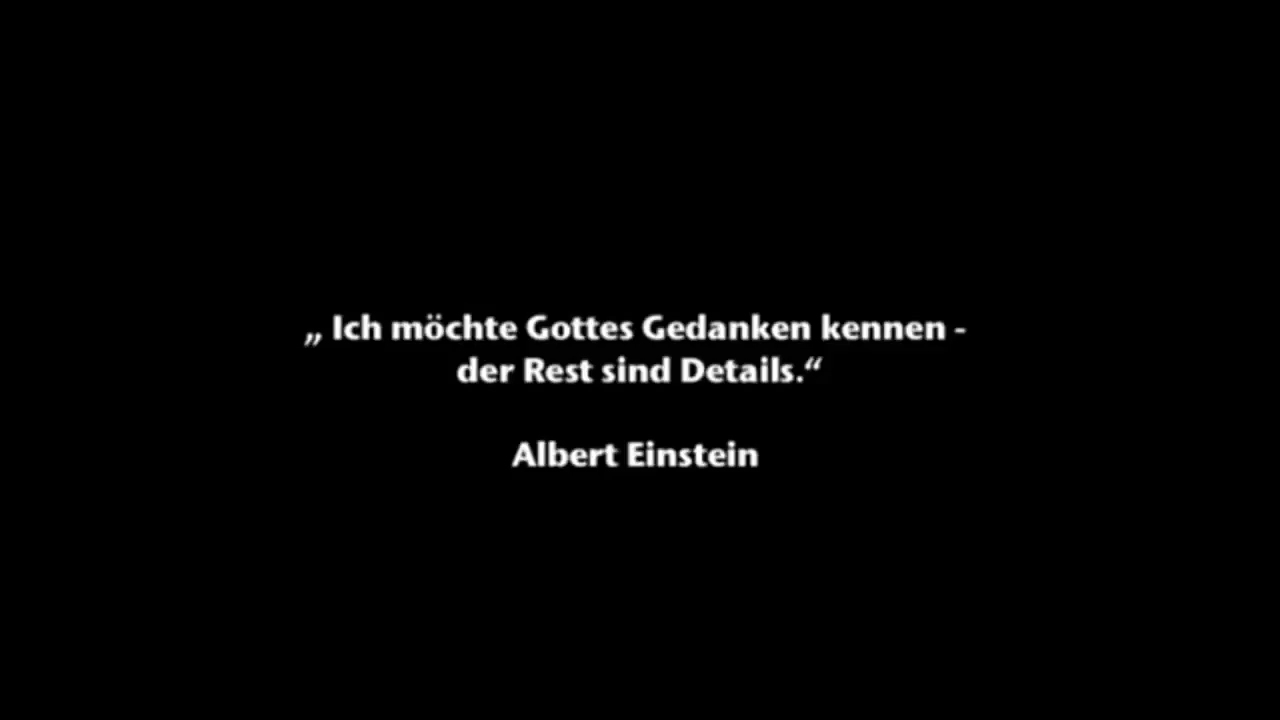 „ Ich möchte Gottes Gedanken kennen -
der Rest sind Details.“
Albert Einstein